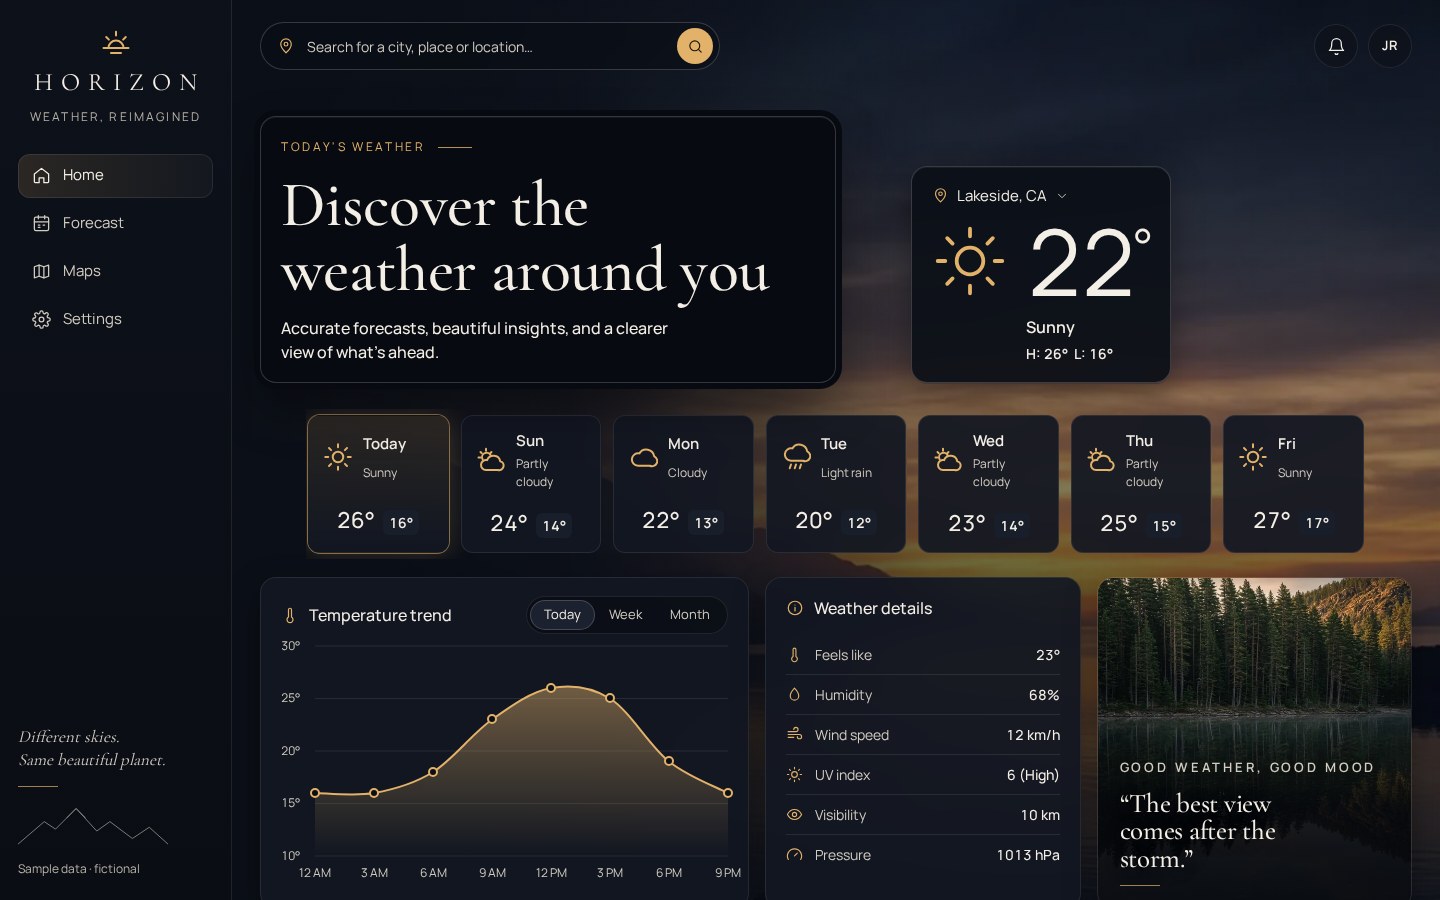 HORIZON
WEATHER, REIMAGINED
Home
Forecast
Maps
Settings
Different skies.
Same beautiful planet.
Sample data · fictional
Search for a city, place or location...
JR
TODAY'S WEATHER
Discover the
weather around you
Accurate forecasts, beautiful insights, and a clearer
view of what's ahead.
Lakeside, CA
22°
Sunny
H: 26° L: 16°
Today
Sunny
26° 16°
Sun
Partly
cloudy
24° 14°
Mon
Cloudy
22° 13°
Tue
Light rain
20° 12°
Wed
Partly
cloudy
23° 14°
Thu
Partly
cloudy
25° 15°
Fri
Sunny
27° 17°
Temperature trend
Today Week Month
30°
25°
20°
15°
10°
12 AM 3 AM 6 AM 9 AM 12 PM 3 PM 6 PM 9 PM
Weather details
Feels like 23°
Humidity 68%
Wind speed 12 km/h
UV index 6 (High)
Visibility 10 km
Pressure 1013 hPa
GOOD WEATHER, GOOD MOOD
“The best view
comes after the
storm.”